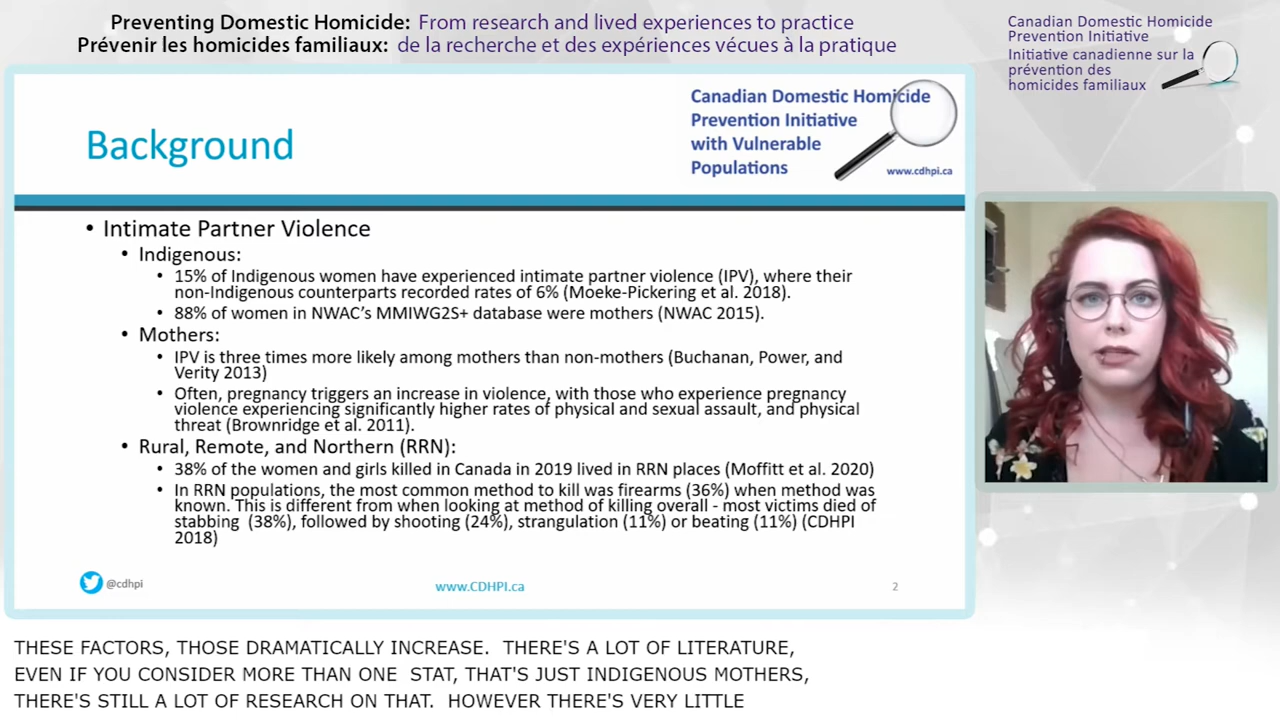 Preventing Domestic Homicide: From research and lived experiences to practice
Prévenir les homicides familiaux: de la recherche et des expériences vécues à la pratique
Canadian Domestic Homicide
Prevention Initiative
Initiative canadienne sur la
prévention des
homicides familiaux
Background
Canadian Domestic Homicide
Prevention Initiative
with Vulnerable
Populations
www.cdhpi.ca
• Intimate Partner Violence
• Indigenous:
• 15% of Indigenous women have experienced intimate partner violence (IPV), where their
non-Indigenous counterparts recorded rates of 6% (Moeke-Pickering et al. 2018).
• 88% of women in NWAC's MMIWG2S+ database were mothers (NWAC 2015).
• Mothers:
• IPV is three times more likely among mothers than non-mothers (Buchanan, Power, and
Verity 2013)
• Often, pregnancy triggers an increase in violence, with those who experience pregnancy
violence experiencing significantly higher rates of physical and sexual assault, and physical
threat (Brownridge et al. 2011).
• Rural, Remote, and Northern (RRN):
• 38% of the women and girls killed in Canada in 2019 lived in RRN places (Moffitt et al. 2020)
• In RRN populations, the most common method to kill was firearms (36%) when method was
known. This is different from when looking at method of killing overall - most victims died of
stabbing (38%), followed by shooting (24%), strangulation (11%) or beating (11%) (CDHPI
2018)
@cdhpi
www.CDHPI.ca
2
THESE FACTORS, THOSE DRAMATICALLY INCREASE. THERE'S A LOT OF LITERATURE,
EVEN IF YOU CONSIDER MORE THAN ONE STAT, THAT'S JUST INDIGENOUS MOTHERS,
THERE'S STILL A LOT OF RESEARCH ON THAT. HOWEVER THERE'S VERY LITTLE